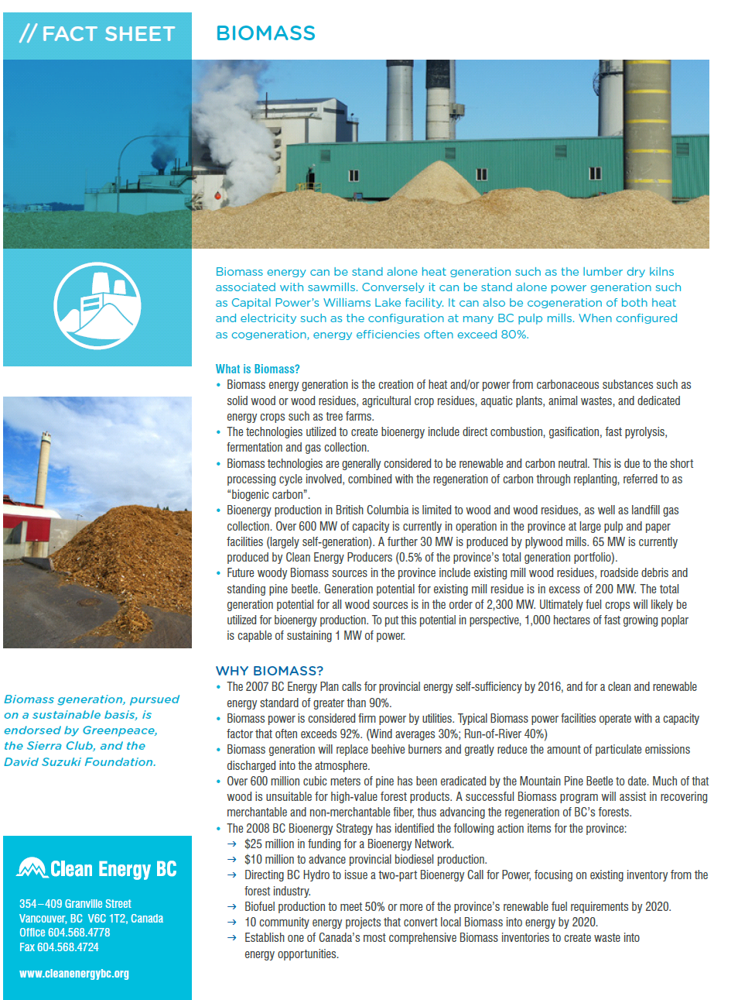 // FACT SHEET
BIOMASS
Biomass energy can be stand alone heat generation such as the lumber dry kilns
associated with sawmills. Conversely it can be stand alone power generation such
as Capital Power’s Williams Lake facility. It can also be cogeneration of both heat
and electricity such as the configuration at many BC pulp mills. When configured
as cogeneration, energy efficiencies often exceed 80%.
What is Biomass?
• Biomass energy generation is the creation of heat and/or power from carbonaceous substances such as
solid wood or wood residues, agricultural crop residues, aquatic plants, animal wastes, and dedicated
energy crops such as tree farms.
• The technologies utilized to create bioenergy include direct combustion, gasification, fast pyrolysis,
fermentation and gas collection.
• Biomass technologies are generally considered to be renewable and carbon neutral. This is due to the short
processing cycle involved, combined with the regeneration of carbon through replanting, referred to as
“biogenic carbon”.
• Bioenergy production in British Columbia is limited to wood and wood residues, as well as landfill gas
collection. Over 600 MW of capacity is currently in operation in the province at large pulp and paper
facilities (largely self-generation). A further 30 MW is produced by plywood mills. 65 MW is currently
produced by Clean Energy Producers (0.5% of the province’s total generation portfolio).
• Future woody Biomass sources in the province include existing mill wood residues, roadside debris and
standing pine beetle. Generation potential for existing mill residue is in excess of 200 MW. The total
generation potential for all wood sources is in the order of 2,300 MW. Ultimately fuel crops will likely be
utilized for bioenergy production. To put this potential in perspective, 1,000 hectares of fast growing poplar
is capable of sustaining 1 MW of power.
WHY BIOMASS?
• The 2007 BC Energy Plan calls for provincial energy self-sufficiency by 2016, and for a clean and renewable
energy standard of greater than 90%.
• Biomass power is considered firm power by utilities. Typical Biomass power facilities operate with a capacity
factor that often exceeds 92%. (Wind averages 30%; Run-of-River 40%)
• Biomass generation will replace beehive burners and greatly reduce the amount of particulate emissions
discharged into the atmosphere.
• Over 600 million cubic meters of pine has been eradicated by the Mountain Pine Beetle to date. Much of that
wood is unsuitable for high-value forest products. A successful Biomass program will assist in recovering
merchantable and non-merchantable fiber, thus advancing the regeneration of BC’s forests.
• The 2008 BC Bioenergy Strategy has identified the following action items for the province:
→ $25 million in funding for a Bioenergy Network.
→ $10 million to advance provincial biodiesel production.
→ Directing BC Hydro to issue a two-part Bioenergy Call for Power, focusing on existing inventory from the
forest industry.
→ Biofuel production to meet 50% or more of the province’s renewable fuel requirements by 2020.
→ 10 community energy projects that convert local Biomass into energy by 2020.
→ Establish one of Canada’s most comprehensive Biomass inventories to create waste into
energy opportunities.
Biomass generation, pursued
on a sustainable basis, is
endorsed by Greenpeace,
the Sierra Club, and the
David Suzuki Foundation.
Clean Energy BC
354–409 Granville Street
Vancouver, BC V6C 1T2, Canada
Office 604.568.4778
Fax 604.568.4724
www.cleanenergybc.org